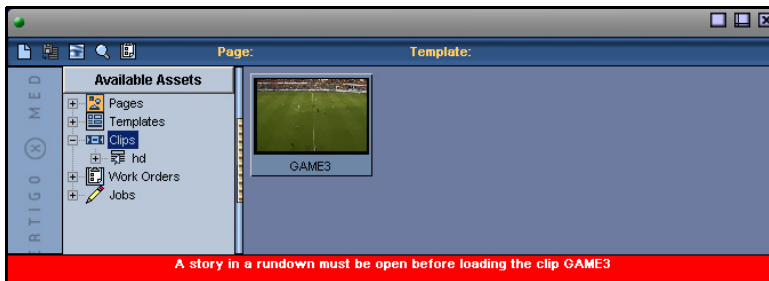 Page: Template:
Available Assets
Pages
Templates
Clips
hd
Work Orders
Jobs
GAME3
ERTIGO MED
A story in a rundown must be open before loading the clip GAME3